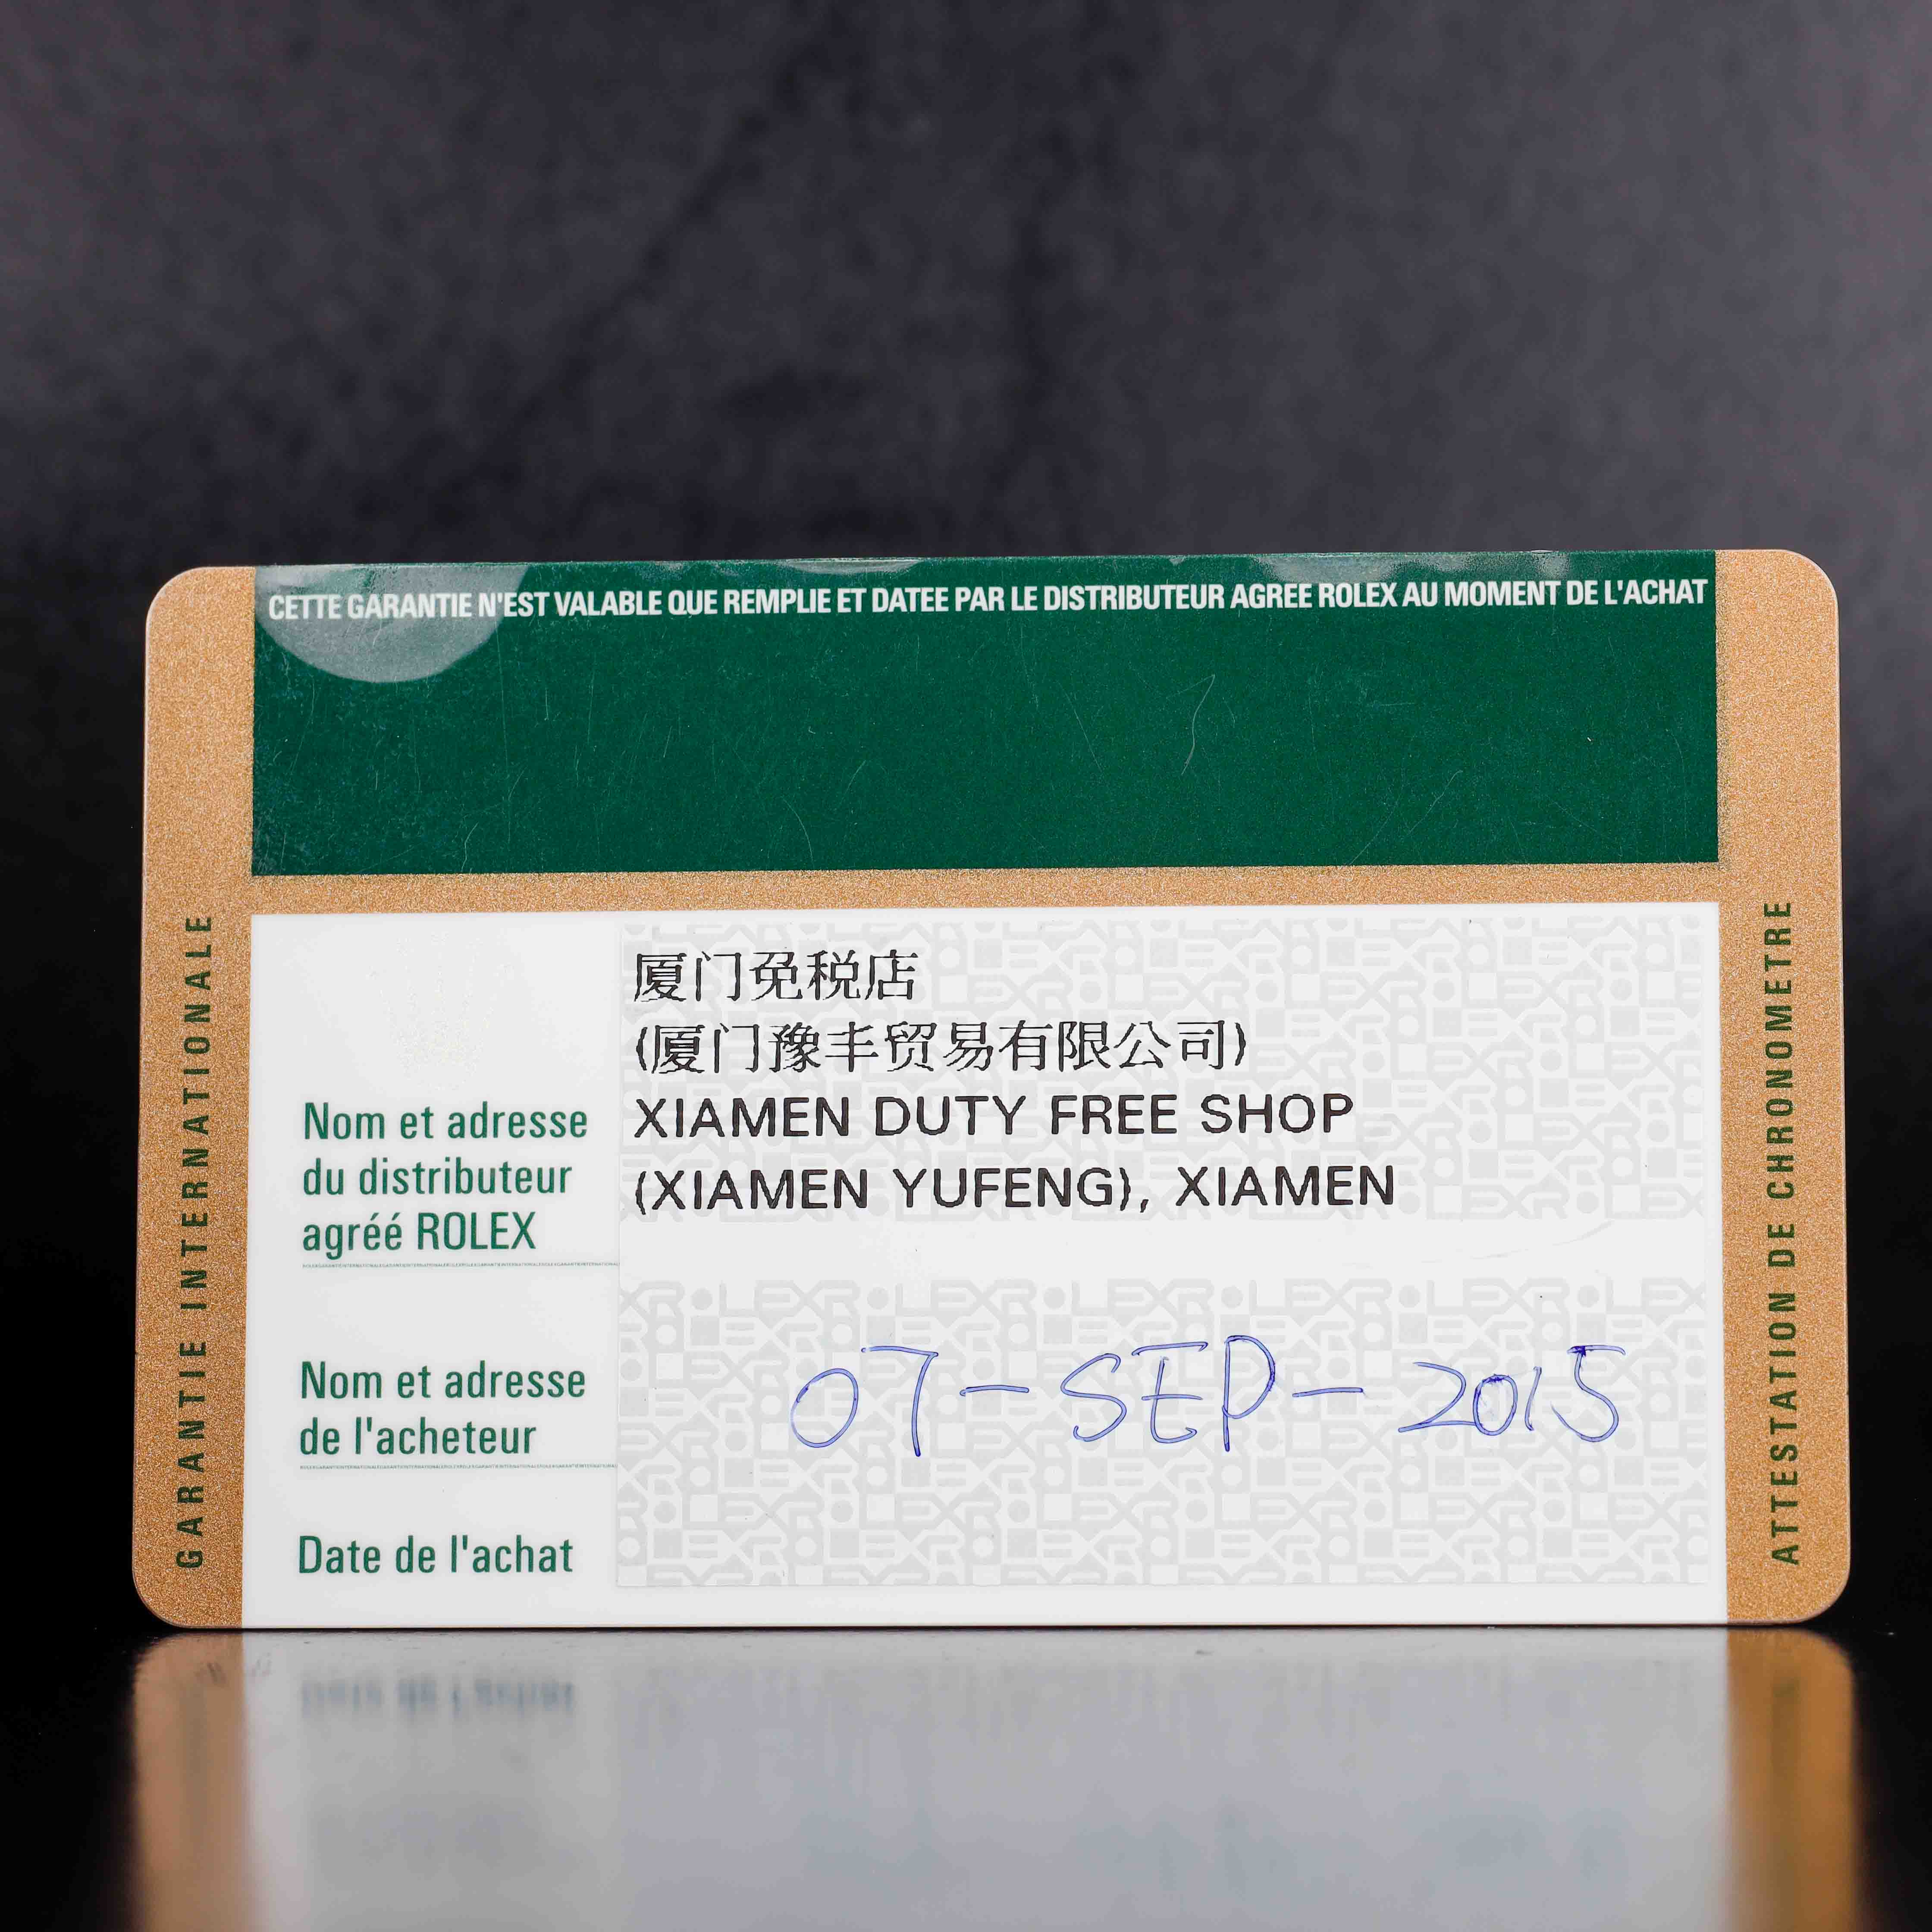 CETTE GARANTIE N'EST VALABLE QUE REMPLIE ET DATEE PAR LE DISTRIBUTEUR AGREE ROLEX AU MOMENT DE L'ACHAT
GARANTIE INTERNATIONALE
厦门免税店
(厦门豫丰贸易有限公司)
XIAMEN DUTY FREE SHOP
(XIAMEN YUFENG), XIAMEN
Nom et adresse
du distributeur
agréé ROLEX
Nom et adresse
de l'acheteur
07-SEP-2015
Date de l'achat
ATTESTATION DE CHRONOMETRE